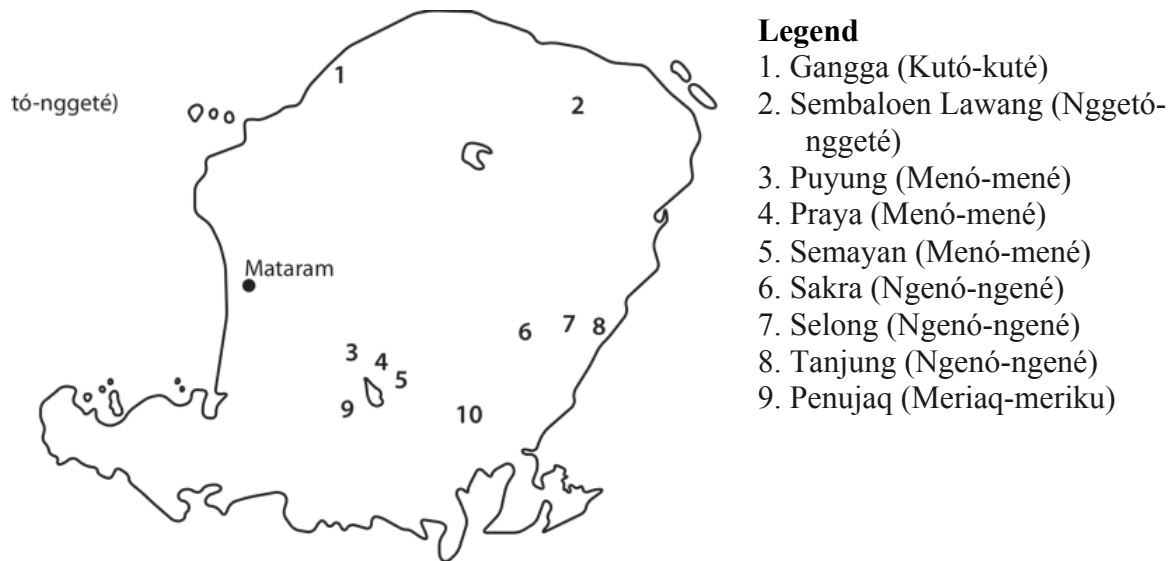 Legend
1. Gangga (Kutó-kuté)
2. Sembaloen Lawang (Nggetó-
nggeté)
3. Puyung (Menó-mené)
4. Praya (Menó-mené)
5. Semayan (Menó-mené)
6. Sakra (Ngenó-ngené)
7. Selong (Ngenó-ngené)
8. Tanjung (Ngenó-ngené)
9. Penujaq (Meriaq-meriku)
tó-nggeté)
1
2
Mataram
3
4
5
6
7
8
9
10